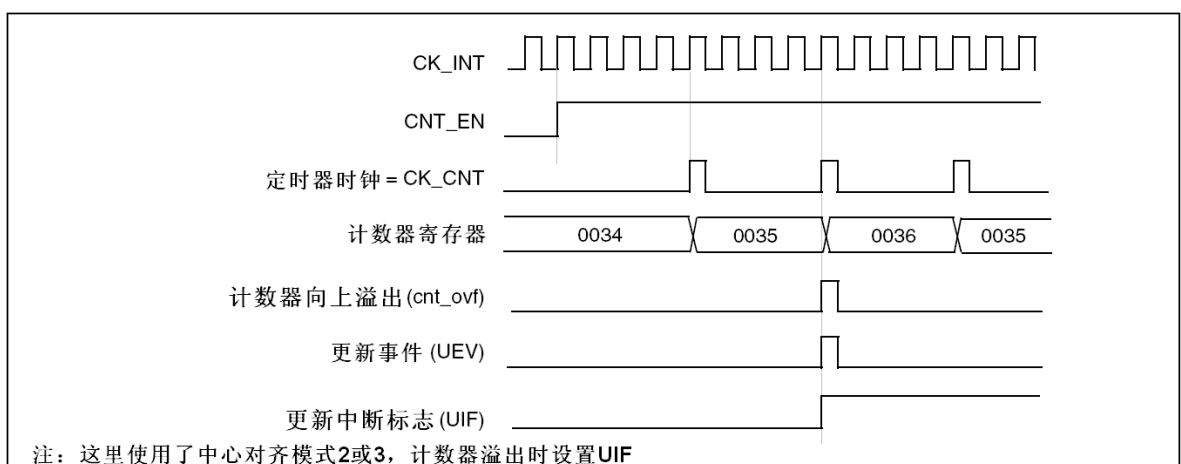 CK_INT
CNT_EN
定时器时钟 = CK_CNT
计数器寄存器 0034 0035 0036 0035
计数器向上溢出(cnt_ovf)
更新事件 (UEV)
更新中断标志(UIF)
注：这里使用了中心对齐模式2或3，计数器溢出时设置UIF